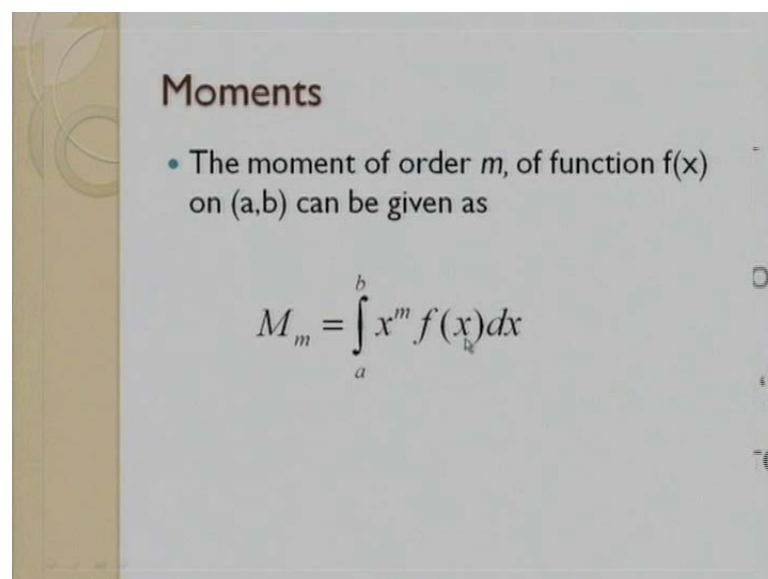 Moments
• The moment of order m, of function f(x)
on (a,b) can be given as
M_m = ∫_a^b x^m f(x)dx